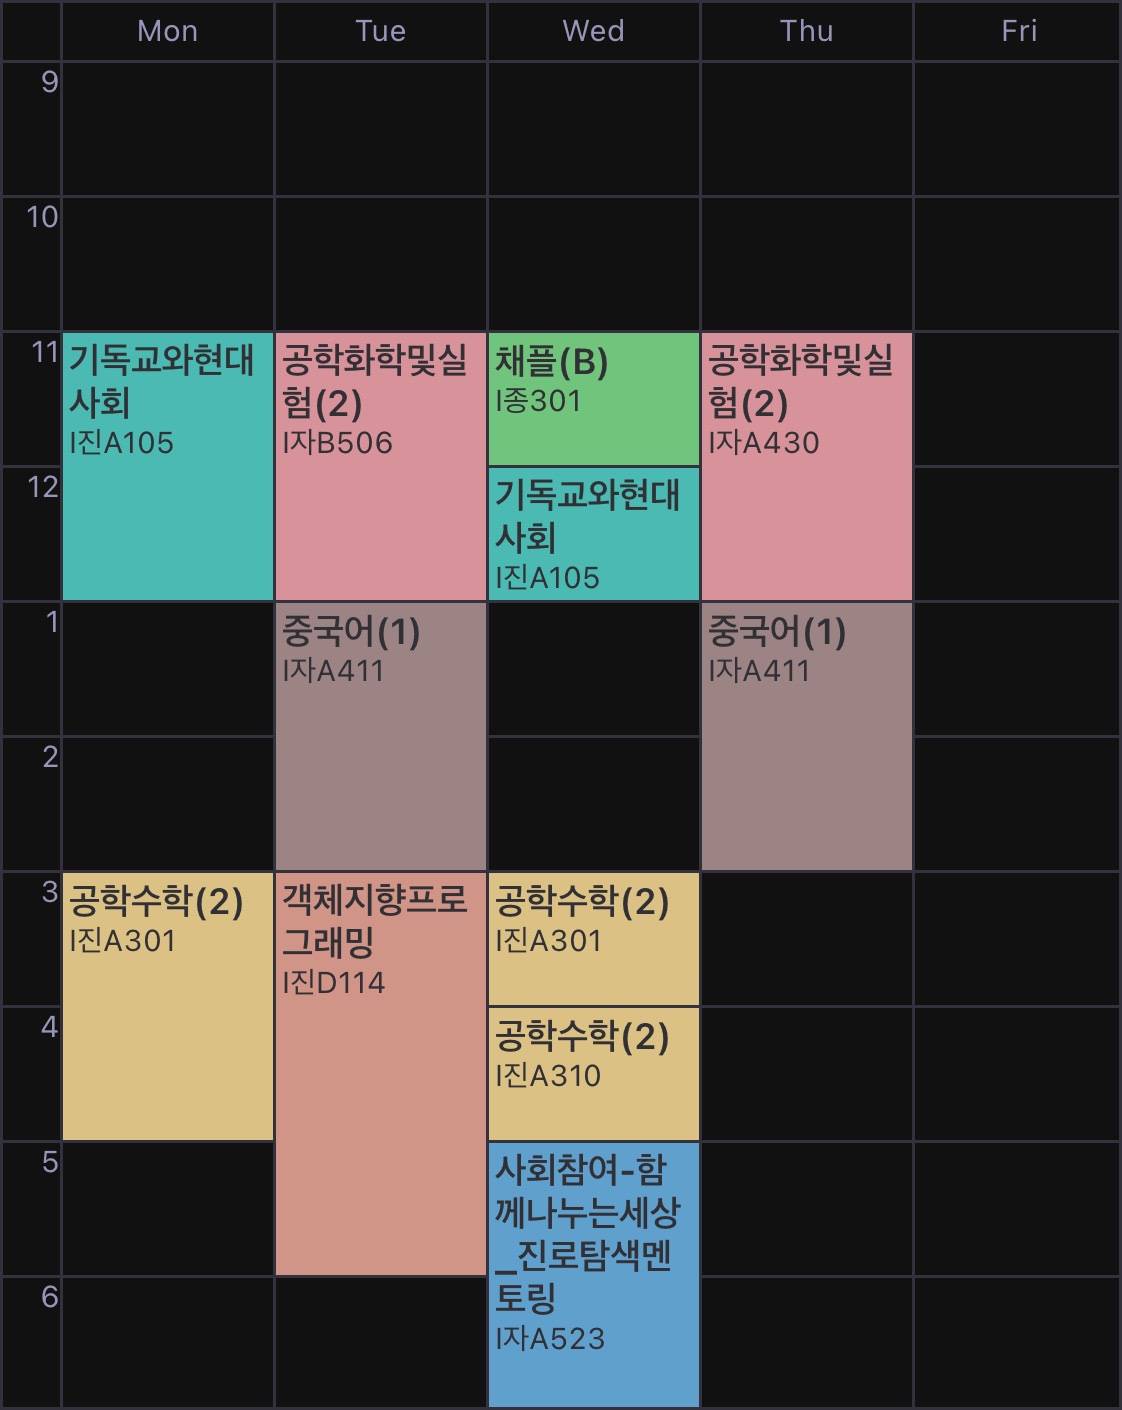 Mon Tue Wed Thu Fri
9
10
11
기독교와현대
사회
I진A105
공학화학및실
험(2)
I자B506
채플(B)
I종301
공학화학및실
험(2)
I자A430
12
기독교와현대
사회
I진A105
1
중국어(1)
I자A411
중국어(1)
I자A411
2
3
공학수학(2)
I진A301
객체지향프로
그래밍
I진D114
공학수학(2)
I진A301
4
공학수학(2)
I진A310
5
사회참여-함
께나누는세상
_진로탐색멘
토링
I자A523
6